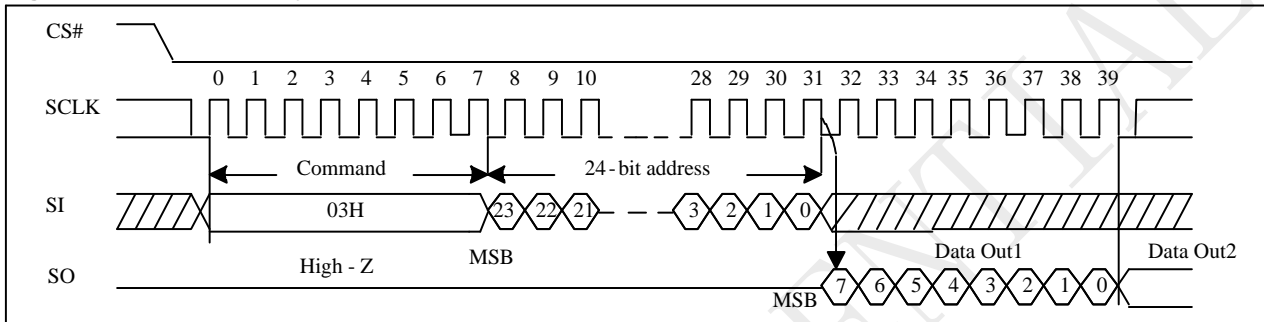 CS#
0 1 2 3 4 5 6 7 8 9 10 28 29 30 31 32 33 34 35 36 37 38 39
SCLK
Command 24-bit address
SI 03H 23 22 21 3 2 1 0
MSB Data Out1 Data Out2
High - Z
SO MSB 7 6 5 4 3 2 1 0